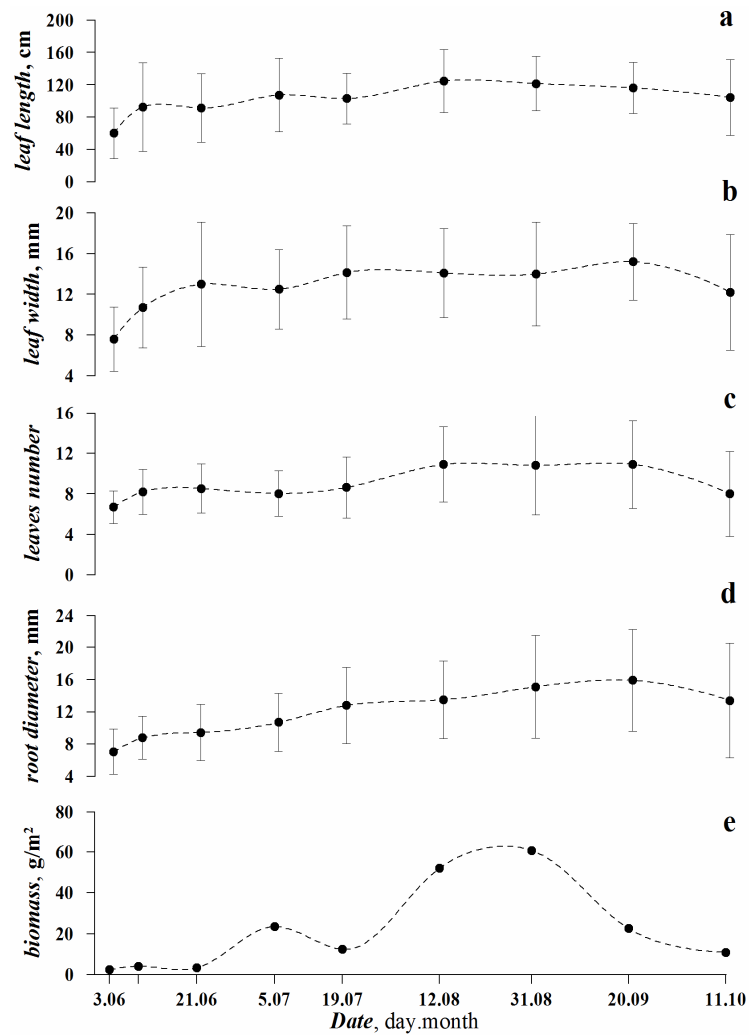 a
leaf length, cm
200
160
120
80
40
0
b
leaf width, mm
20
16
12
8
4
c
leaves number
16
12
8
4
0
d
root diameter, mm
24
20
16
12
8
4
e
biomass, g/m²
80
60
40
20
0
3.06 21.06 5.07 19.07 12.08 31.08 20.09 11.10
Date, day.month